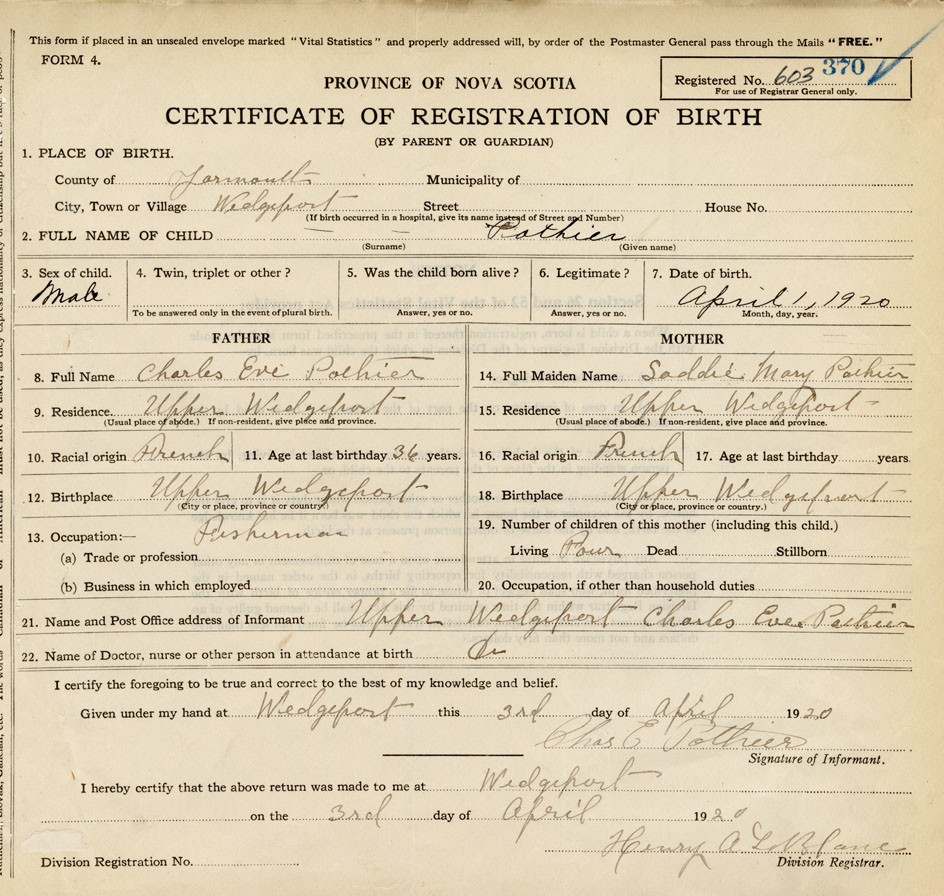 This form if placed in an unsealed envelope marked "Vital Statistics" and properly addressed will, by order of the Postmaster General pass through the Mails "FREE."
FORM 4.
Registered No. 603 370
For use of Registrar General only.
PROVINCE OF NOVA SCOTIA
CERTIFICATE OF REGISTRATION OF BIRTH
(BY PARENT OR GUARDIAN)
1. PLACE OF BIRTH.
County of Yarmouth Municipality of
City, Town or Village Wedgeport Street House No.
(If birth occurred in a hospital, give its name instead of Street and Number)
2. FULL NAME OF CHILD Pothier
(Surname) (Given name)
3. Sex of child. 4. Twin, triplet or other? 5. Was the child born alive? 6. Legitimate? 7. Date of birth.
Male April 1, 1920
To be answered only in the event of plural birth. Answer, yes or no. Answer, yes or no. Month, day, year.
FATHER MOTHER
8. Full Name Charles Evé Pothier 14. Full Maiden Name Saddie Mary Pothier
9. Residence. Upper Wedgeport 15. Residence Upper Wedgeport
(Usual place of abode.) If non-resident, give place and province. (Usual place of abode.) If non-resident, give place and province.
10. Racial origin French 11. Age at last birthday 36 years. 16. Racial origin French 17. Age at last birthday years.
12. Birthplace Upper Wedgeport 18. Birthplace Upper Wedgeport
(City or place, province or country.) (City or place, province or country.)
13. Occupation:— Fisherman 19. Number of children of this mother (including this child.)
(a) Trade or profession Living Four Dead Stillborn
(b) Business in which employed 20. Occupation, if other than household duties
21. Name and Post Office address of Informant Upper Wedgeport Charles Eve Pothier
22. Name of Doctor, nurse or other person in attendance at birth
I certify the foregoing to be true and correct to the best of my knowledge and belief.
Given under my hand at Wedgeport this 3rd day of April 1920
Chas E Pothier
Signature of Informant.
I hereby certify that the above return was made to me at Wedgeport
on the 3rd day of April 1920
Henry A LeBlanc
Division Registration No. Division Registrar.